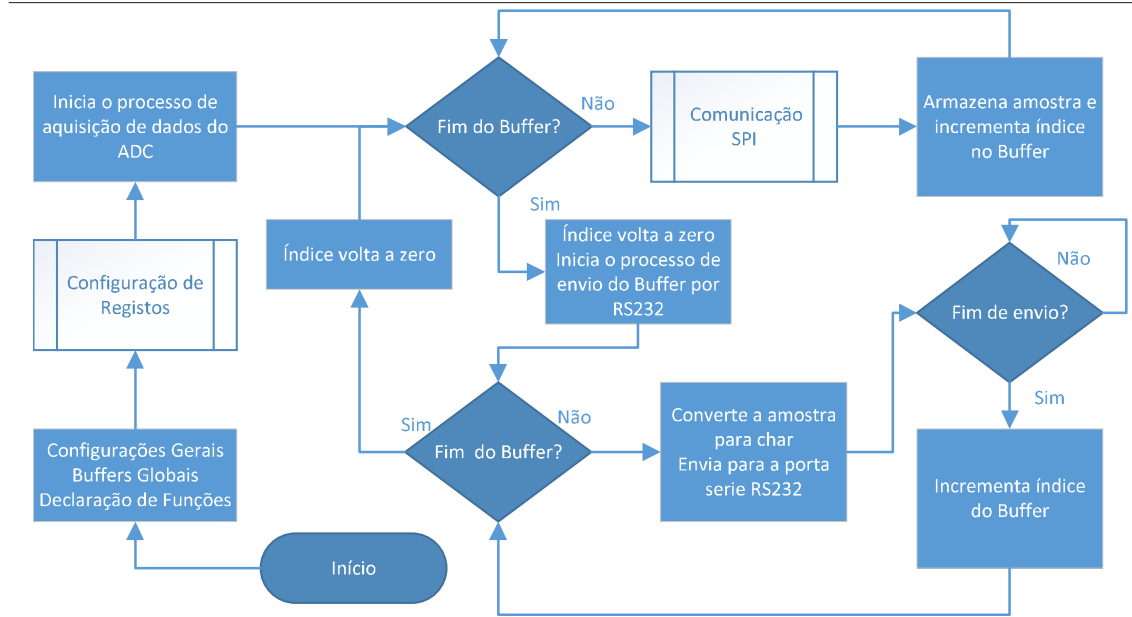 Inicia o processo de
aquisição de dados do
ADC
Fim do Buffer?
Não
Comunicação
SPI
Armazena amostra e
incrementa índice
no Buffer
Sim
Índice volta a zero
Índice volta a zero
Inicia o processo de
envio do Buffer por
RS232
Configuração de
Registos
Não
Fim de envio?
Sim
Sim
Fim do Buffer?
Não
Converte a amostra
para char
Envia para a porta
serie RS232
Configurações Gerais
Buffers Globais
Declaração de Funções
Incrementa índice
do Buffer
Início